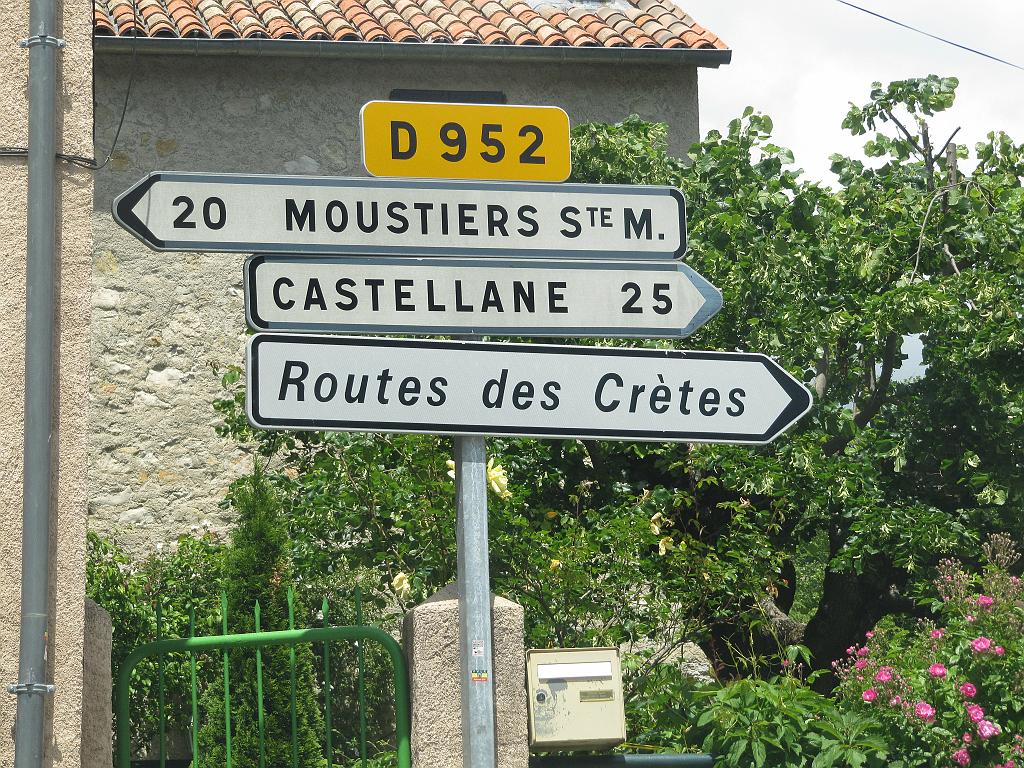 D 952
20 MOUSTIERS STE M.
CASTELLANE 25
Routes des Crètes